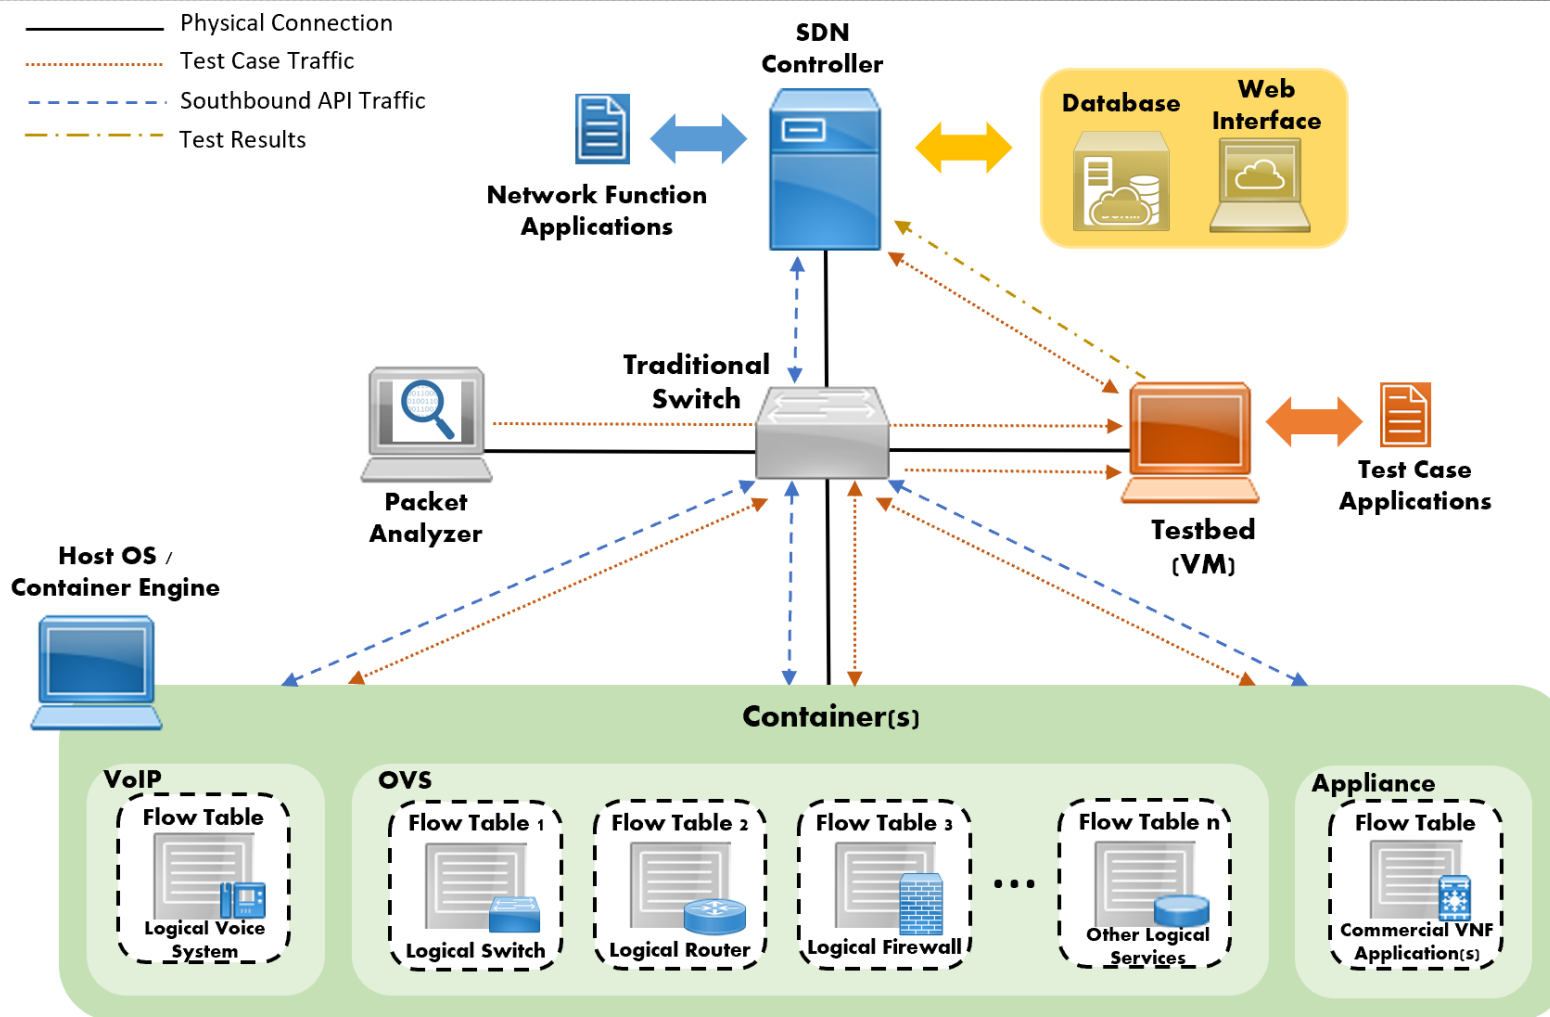 Physical Connection
Test Case Traffic
Southbound API Traffic
Test Results
SDN
Controller
Network Function
Applications
Database
Web
Interface
Traditional
Switch
Packet
Analyzer
Testbed
(VM)
Test Case
Applications
Host OS /
Container Engine
Container(s)
VoIP
Flow Table
Logical Voice
System
OVS
Flow Table 1
Logical Switch
Flow Table 2
Logical Router
Flow Table 3
Logical Firewall
...
Flow Table n
Other Logical
Services
Appliance
Flow Table
Commercial VNF
Application(s)